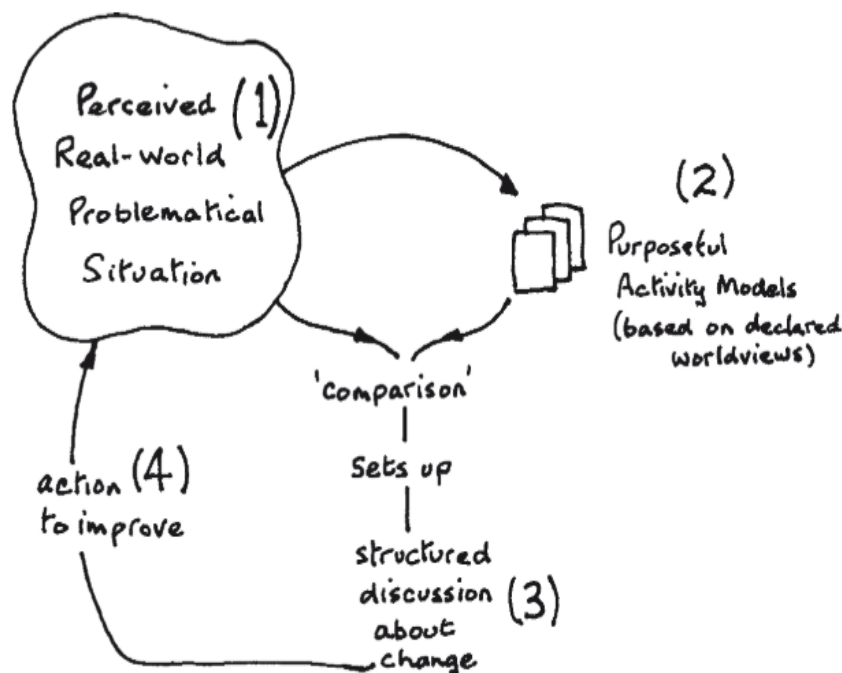 Perceived (1)
Real-world
Problematical
Situation
(2)
Purposeful
Activity Models
(based on declared
worldviews)
'comparison'
Sets up
structured
discussion (3)
about
change
action (4)
to improve